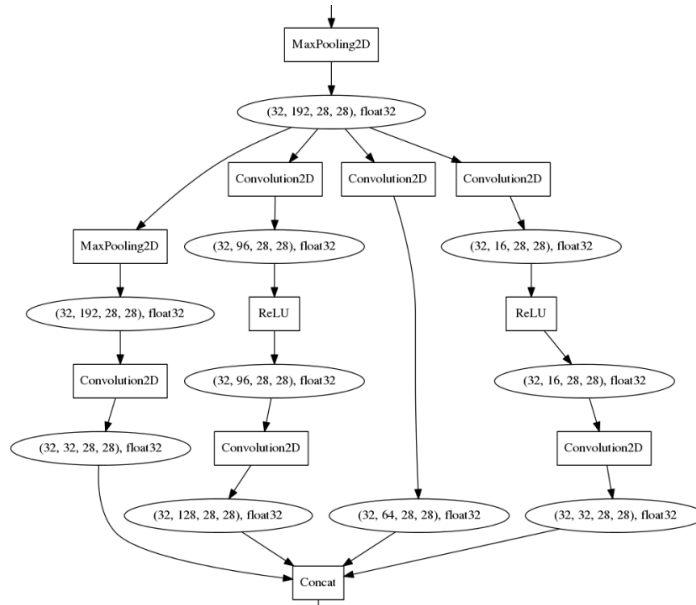 MaxPooling2D
(32, 192, 28, 28), float32
Convolution2D
Convolution2D
Convolution2D
MaxPooling2D
(32, 96, 28, 28), float32
(32, 16, 28, 28), float32
(32, 192, 28, 28), float32
ReLU
ReLU
Convolution2D
(32, 96, 28, 28), float32
(32, 16, 28, 28), float32
(32, 32, 28, 28), float32
Convolution2D
Convolution2D
(32, 128, 28, 28), float32
(32, 64, 28, 28), float32
(32, 32, 28, 28), float32
Concat